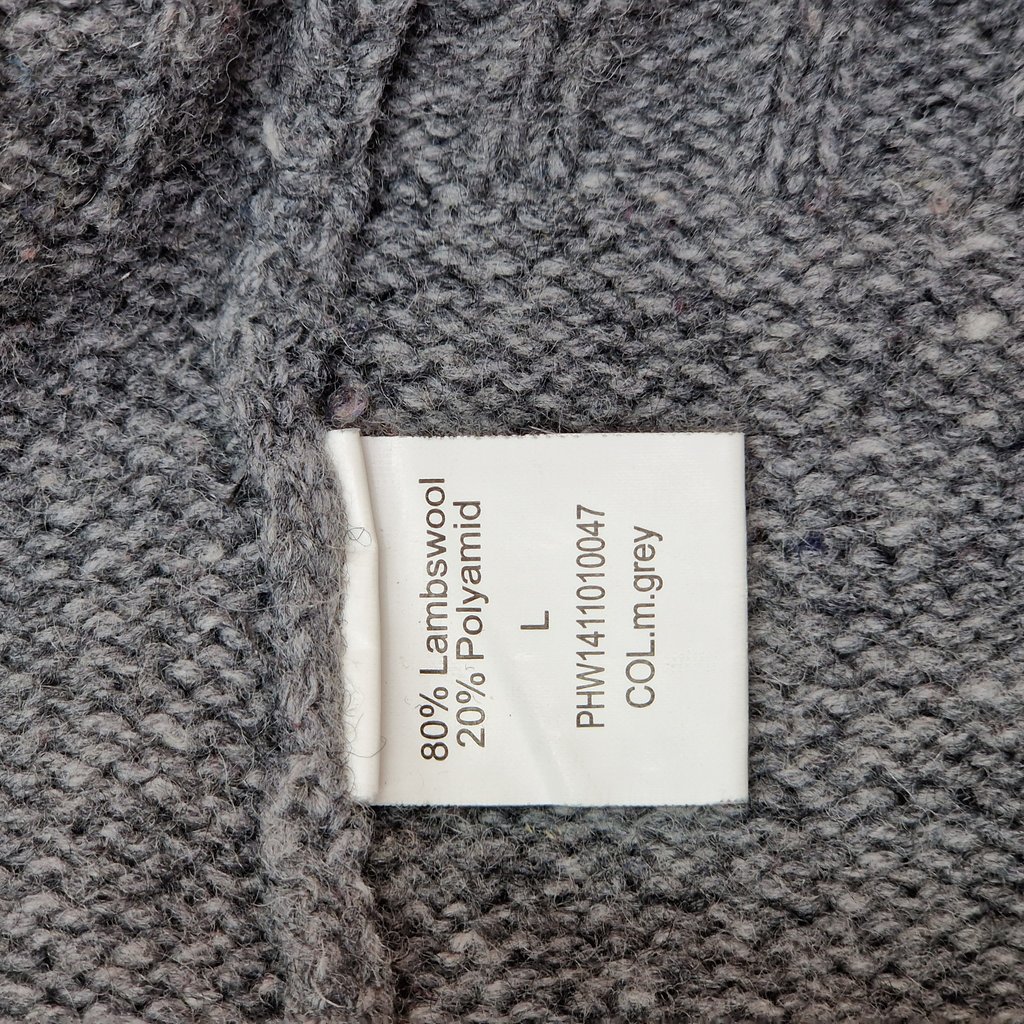 80% Lambswool
20% Polyamid
L
PHW1411010047
COL.m.grey